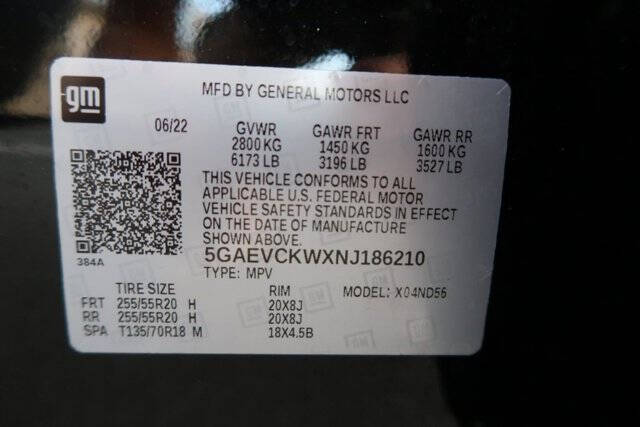 gm
MFD BY GENERAL MOTORS LLC
06/22 GVWR GAWR FRT GAWR RR
2800 KG 1450 KG 1600 KG
6173 LB 3196 LB 3527 LB
THIS VEHICLE CONFORMS TO ALL
APPLICABLE U.S. FEDERAL MOTOR
VEHICLE SAFETY STANDARDS IN EFFECT
ON THE DATE OF MANUFACTURE
SHOWN ABOVE.
384A 5GAEVCKWXNJ186210
TYPE: MPV
TIRE SIZE RIM MODEL: X04ND56
FRT 255/55R20 H 20X8J
RR 255/55R20 H 20X8J
SPA T135/70R18 M 18X4.5B